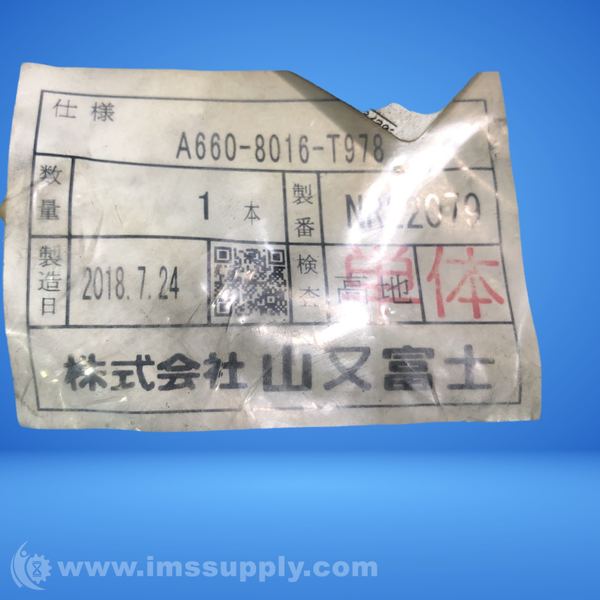 仕様
A660-8016-T978
数量 1 本 製番
製造日 2018.7.24 検査 高地 単体
株式会社 山又富士
www.imssupply.com